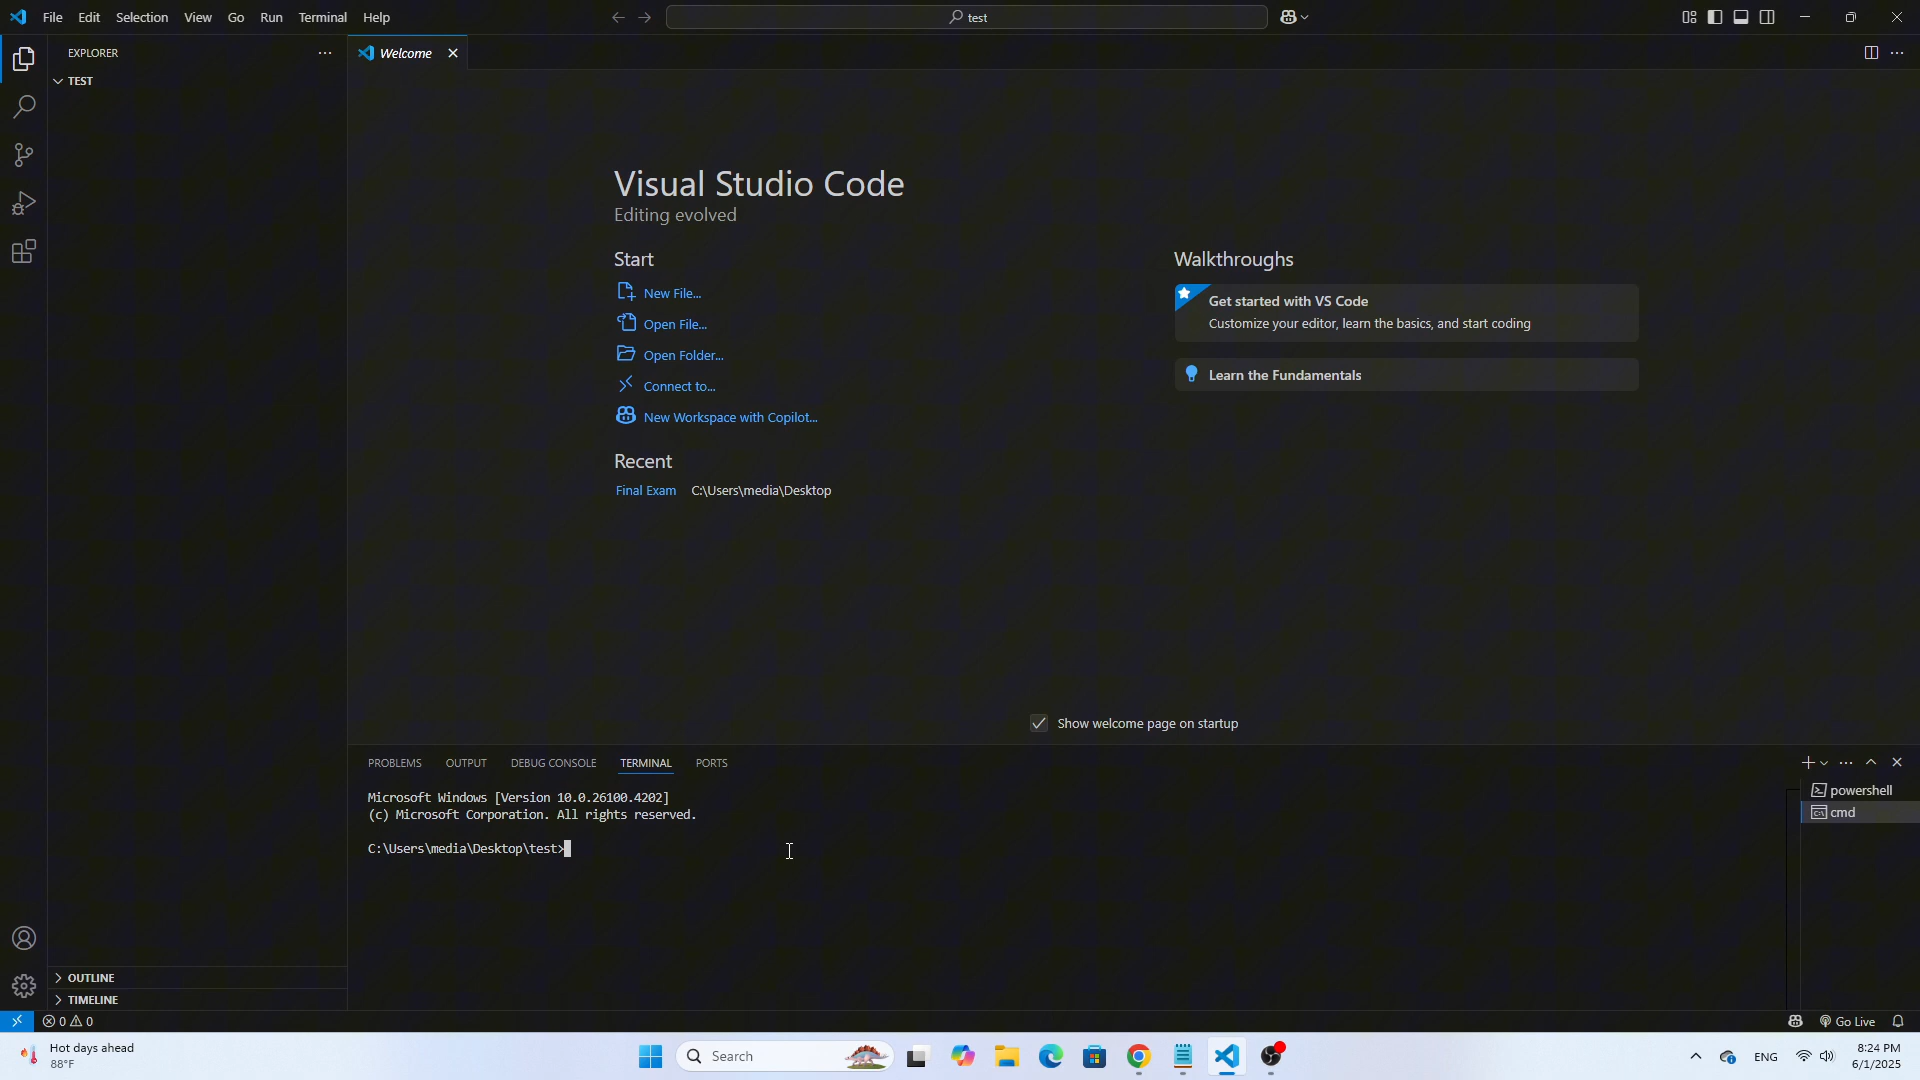 File Edit Selection View Go Run Terminal Help
test
EXPLORER
Welcome
TEST
Visual Studio Code
Editing evolved
Start
New File...
Open File...
Open Folder...
Connect to...
New Workspace with Copilot...
Recent
Final Exam C:\Users\media\Desktop
Walkthroughs
Get started with VS Code
Customize your editor, learn the basics, and start coding
Learn the Fundamentals
Show welcome page on startup
PROBLEMS OUTPUT DEBUG CONSOLE TERMINAL PORTS
Microsoft Windows [Version 10.0.26100.4202]
(c) Microsoft Corporation. All rights reserved.
C:\Users\media\Desktop\test>
powershell
cmd
OUTLINE
TIMELINE
0 0
Go Live
Hot days ahead
88°F
Search
ENG
8:24 PM
6/1/2025